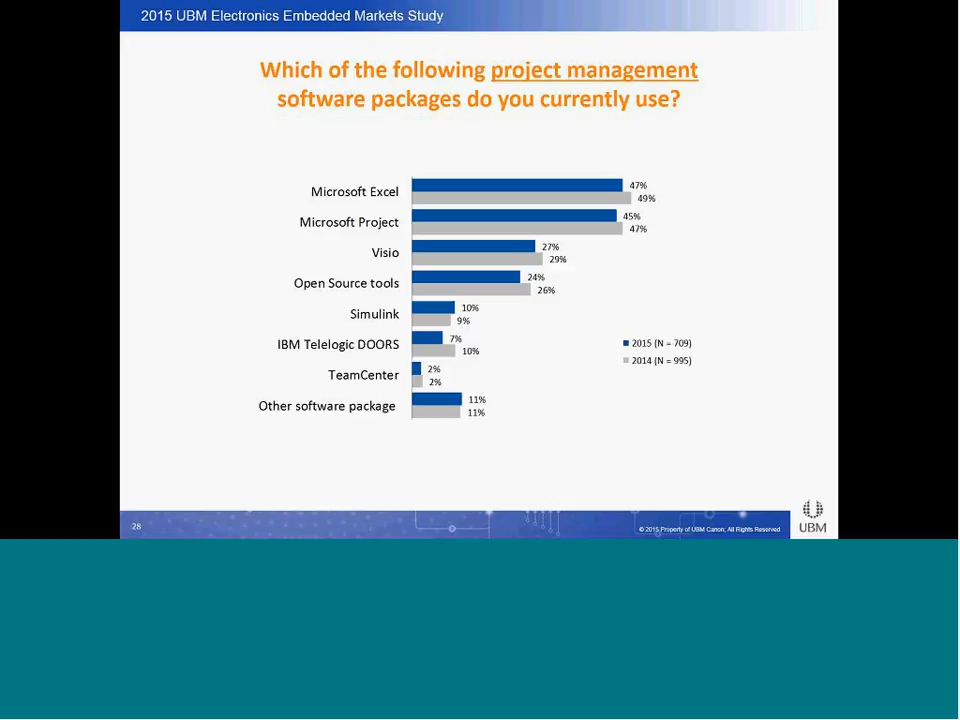 2015 UBM Electronics Embedded Markets Study
Which of the following project management
software packages do you currently use?
Microsoft Excel
47%
49%
Microsoft Project
45%
47%
Visio
27%
29%
Open Source tools
24%
26%
Simulink
10%
9%
IBM Telelogic DOORS
7%
10%
TeamCenter
2%
2%
Other software package
11%
11%
2015 (N = 709)
2014 (N = 995)
28
© 2015 Property of UBM Canon; All Rights Reserved
UBM